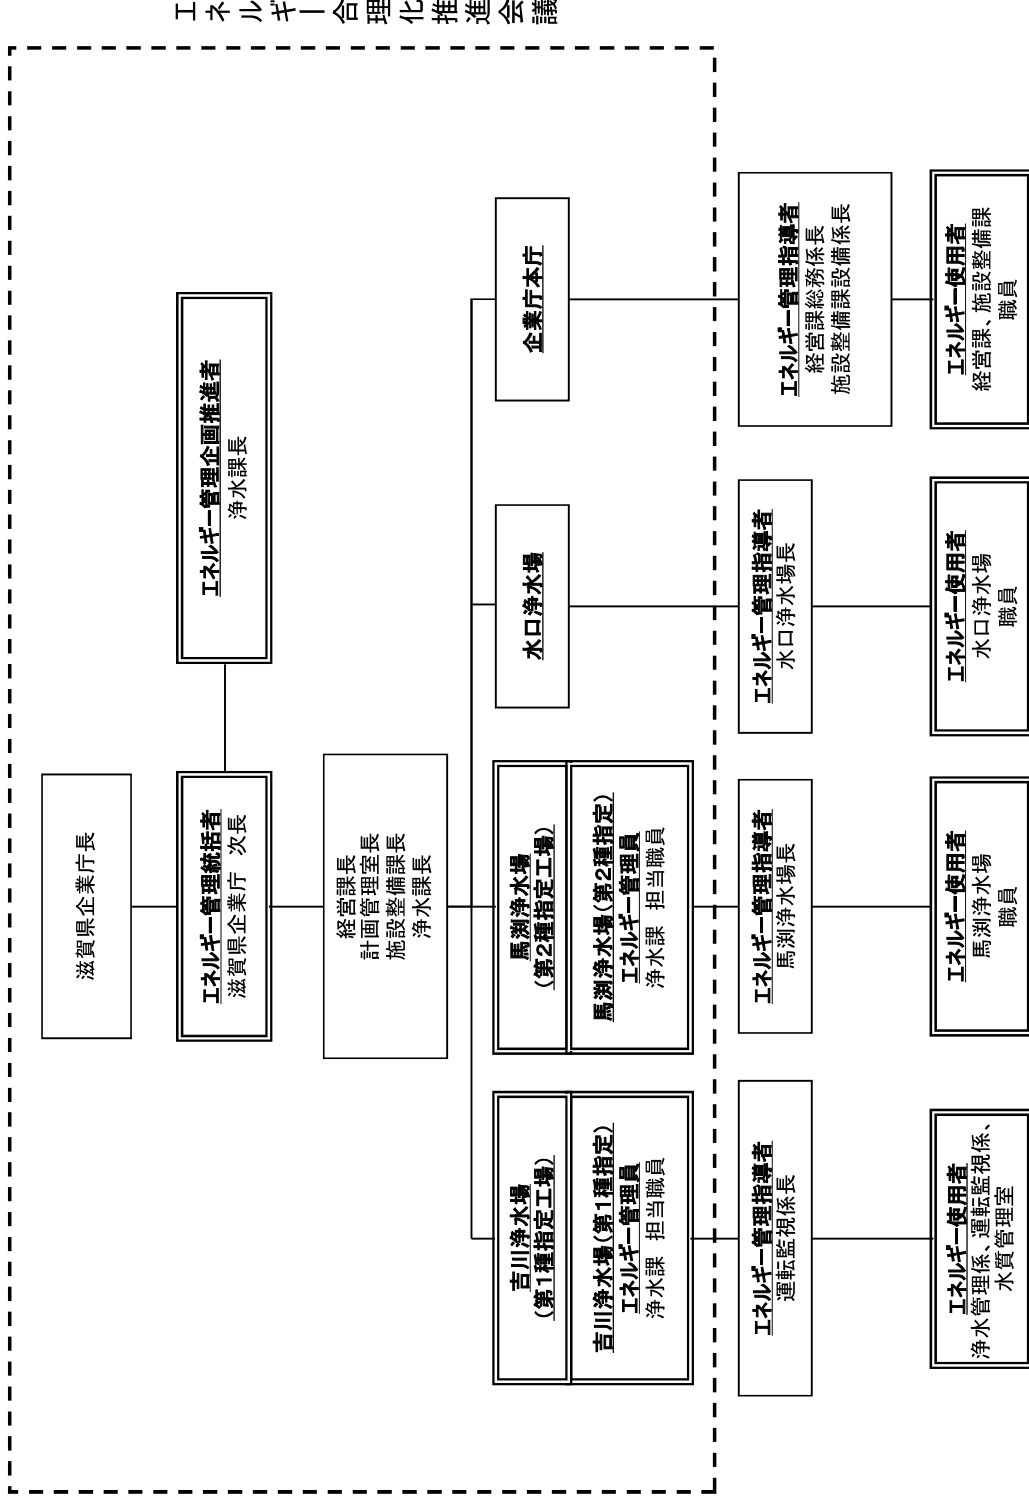 エネルギー合理化推進会議
滋賀県企業庁長
エネルギー管理統括者
滋賀県企業庁　次長
エネルギー管理企画推進者
浄水課長
経営課長
計画管理室長
施設整備課長
浄水課長
吉川浄水場
（第１種指定工場）
吉川浄水場（第１種指定）
エネルギー管理員
浄水課　担当職員
馬渕浄水場
（第２種指定工場）
馬渕浄水場（第２種指定）
エネルギー管理員
浄水課　担当職員
水口浄水場
企業庁本庁
エネルギー管理指導者
運転監視係長
エネルギー管理指導者
馬渕浄水場長
エネルギー管理指導者
水口浄水場長
エネルギー管理指導者
経営課総務係長
施設整備課設備係長
エネルギー使用者
浄水管理係、運転監視係、
水質管理室
エネルギー使用者
馬渕浄水場
職員
エネルギー使用者
水口浄水場
職員
エネルギー使用者
経営課、施設整備課
職員